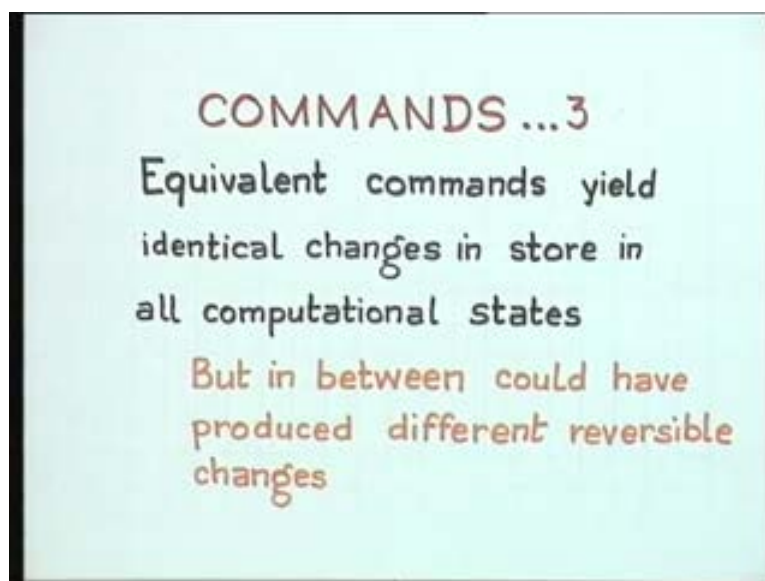 COMMANDS ...3
Equivalent commands yield
identical changes in store in
all computational states
But in between could have
produced different reversible
changes